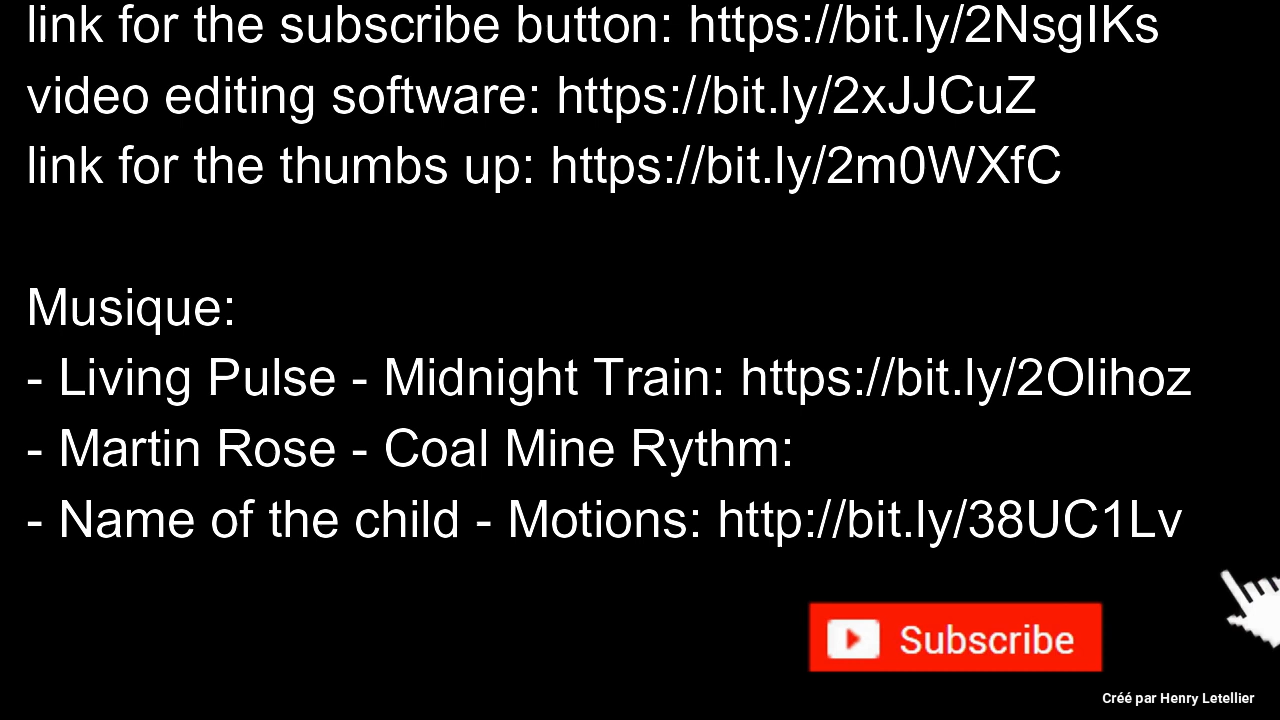 link for the subscribe button: https://bit.ly/2NsglKs
video editing software: https://bit.ly/2xJJCuZ
link for the thumbs up: https://bit.ly/2m0WXfC
Musique:
- Living Pulse - Midnight Train: https://bit.ly/2Olihoz
- Martin Rose - Coal Mine Rythm:
- Name of the child - Motions: http://bit.ly/38UC1Lv
Subscribe
Créé par Henry Letellier